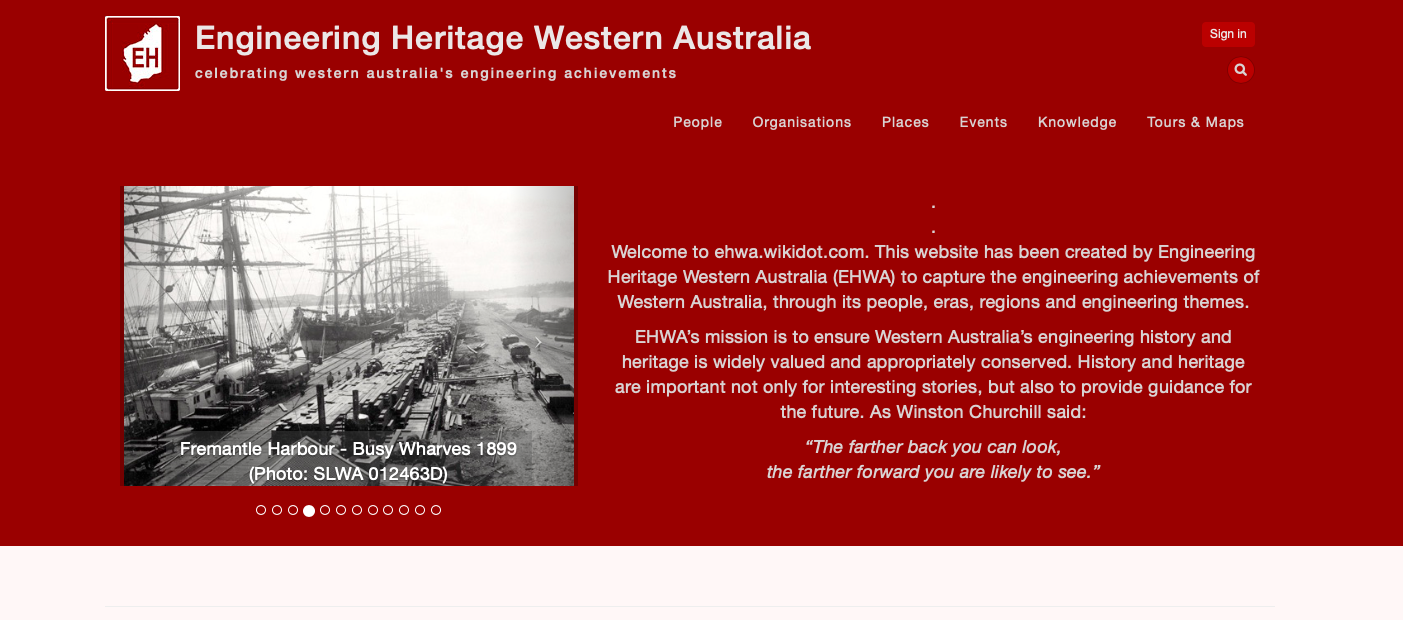 EH
Engineering Heritage Western Australia
celebrating western australia's engineering achievements
Sign in
People Organisations Places Events Knowledge Tours & Maps
Fremantle Harbour - Busy Wharves 1899
(Photo: SLWA 012463D)
.
.
Welcome to ehwa.wikidot.com. This website has been created by Engineering
Heritage Western Australia (EHWA) to capture the engineering achievements of
Western Australia, through its people, eras, regions and engineering themes.
EHWA’s mission is to ensure Western Australia’s engineering history and
heritage is widely valued and appropriately conserved. History and heritage
are important not only for interesting stories, but also to provide guidance for
the future. As Winston Churchill said:
“The farther back you can look,
the farther forward you are likely to see.”